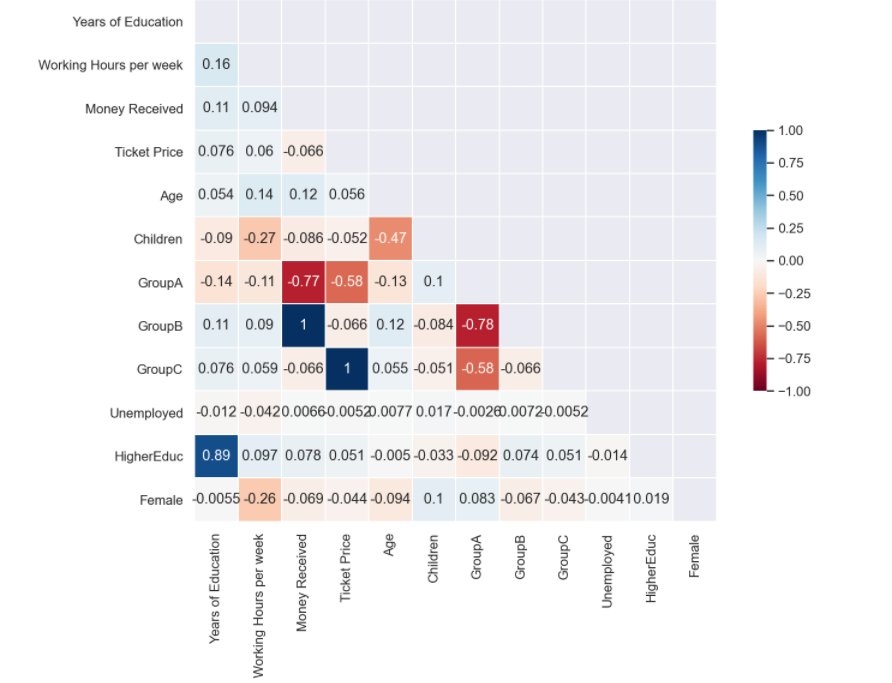 Years of Education
Working Hours per week 0.16
Money Received 0.11 0.094
Ticket Price 0.076 0.06 -0.066
Age 0.054 0.14 0.12 0.056
Children -0.09 -0.27 -0.086 -0.052 -0.47
GroupA -0.14 -0.11 -0.77 -0.58 -0.13 0.1
GroupB 0.11 0.09 1 -0.066 0.12 -0.084 -0.78
GroupC 0.076 0.059 -0.066 1 0.055 -0.051 -0.58 -0.066
Unemployed -0.012 -0.042 0.0066 -0.0052 0.0077 0.017 -0.0026 0.0072 -0.0052
HigherEduc 0.89 0.097 0.078 0.051 -0.005 -0.033 -0.092 0.074 0.051 -0.014
Female -0.0055 -0.26 -0.069 -0.044 -0.094 0.1 0.083 -0.067 -0.043 -0.0041 0.019
Years of Education
Working Hours per week
Money Received
Ticket Price
Age
Children
GroupA
GroupB
GroupC
Unemployed
HigherEduc
Female
1.00
0.75
0.50
0.25
0.00
−0.25
−0.50
−0.75
−1.00